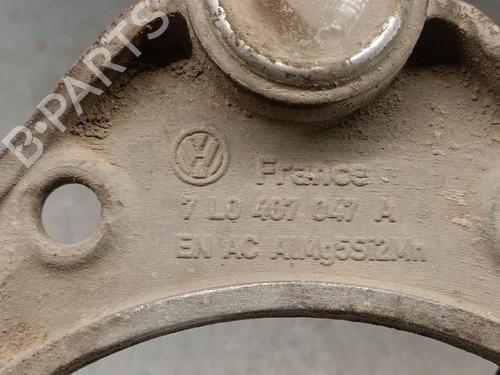 B-PARTS
VW France
7 L0 407 047 A
EN AC AlMg5Si2Mn